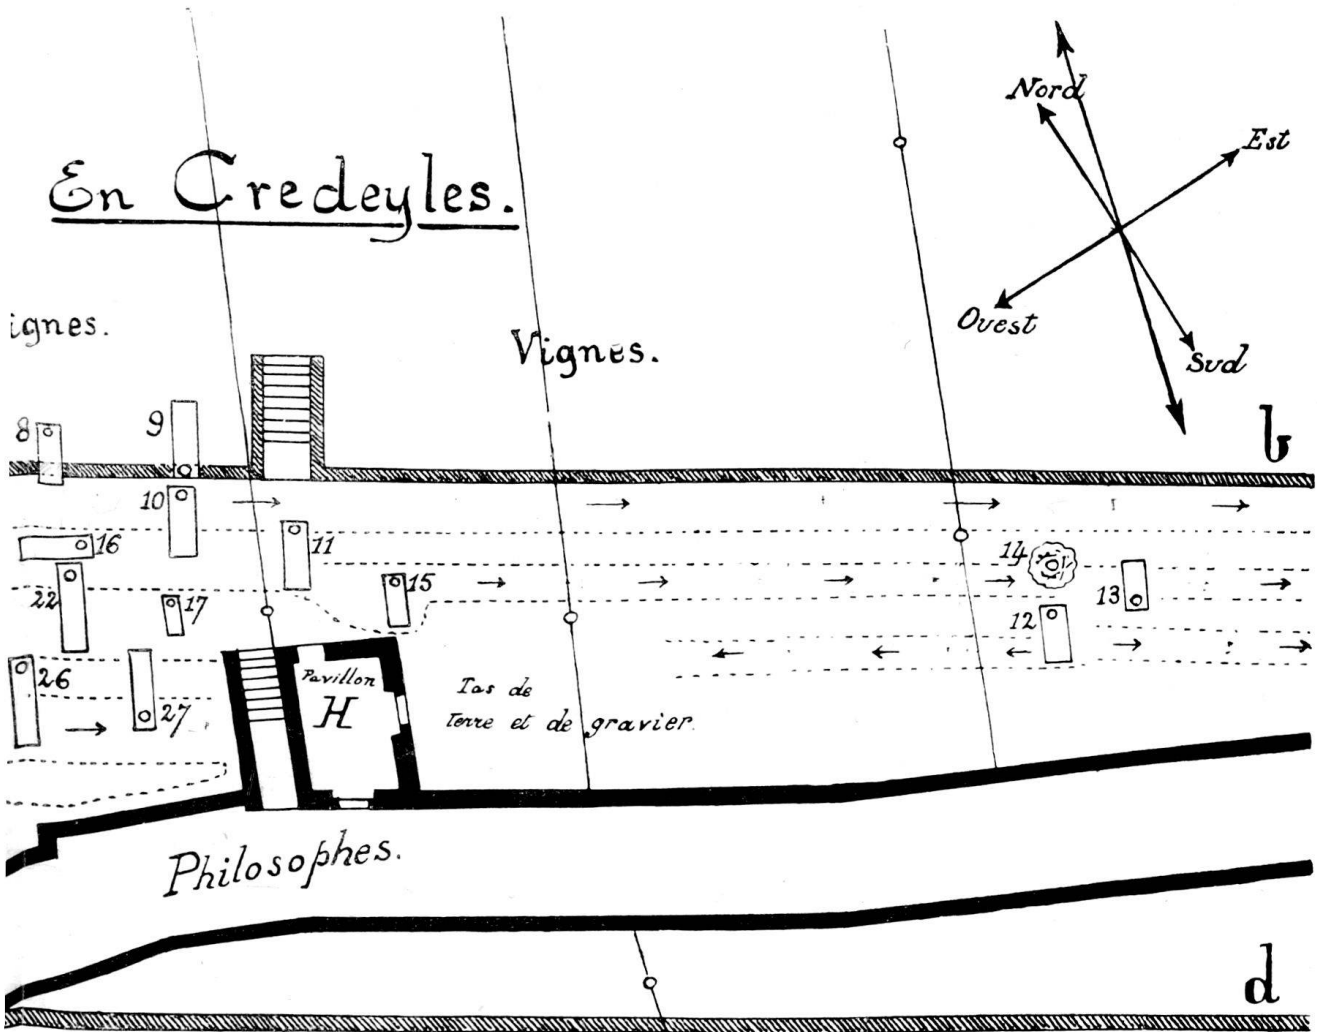 Nord
Est
En Credeyles.
ignes.
Ouest
Vignes.
Sud
b
8
9
10
11
16
14
15
13
22
17
12
26
27
Pavillon
H
Tas de
Terre et de gravier.
Philosophes.
d